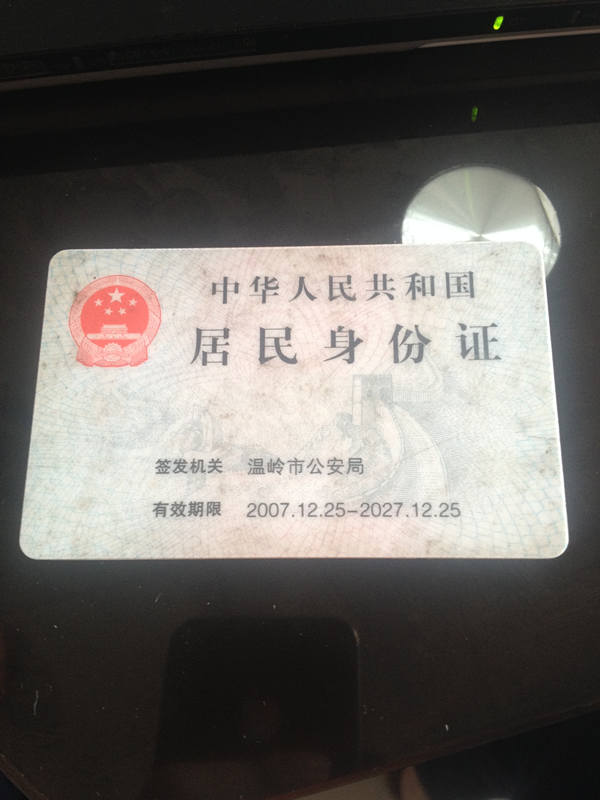 中华人民共和国
居民身份证
签发机关 温岭市公安局
有效期限 2007.12.25-2027.12.25